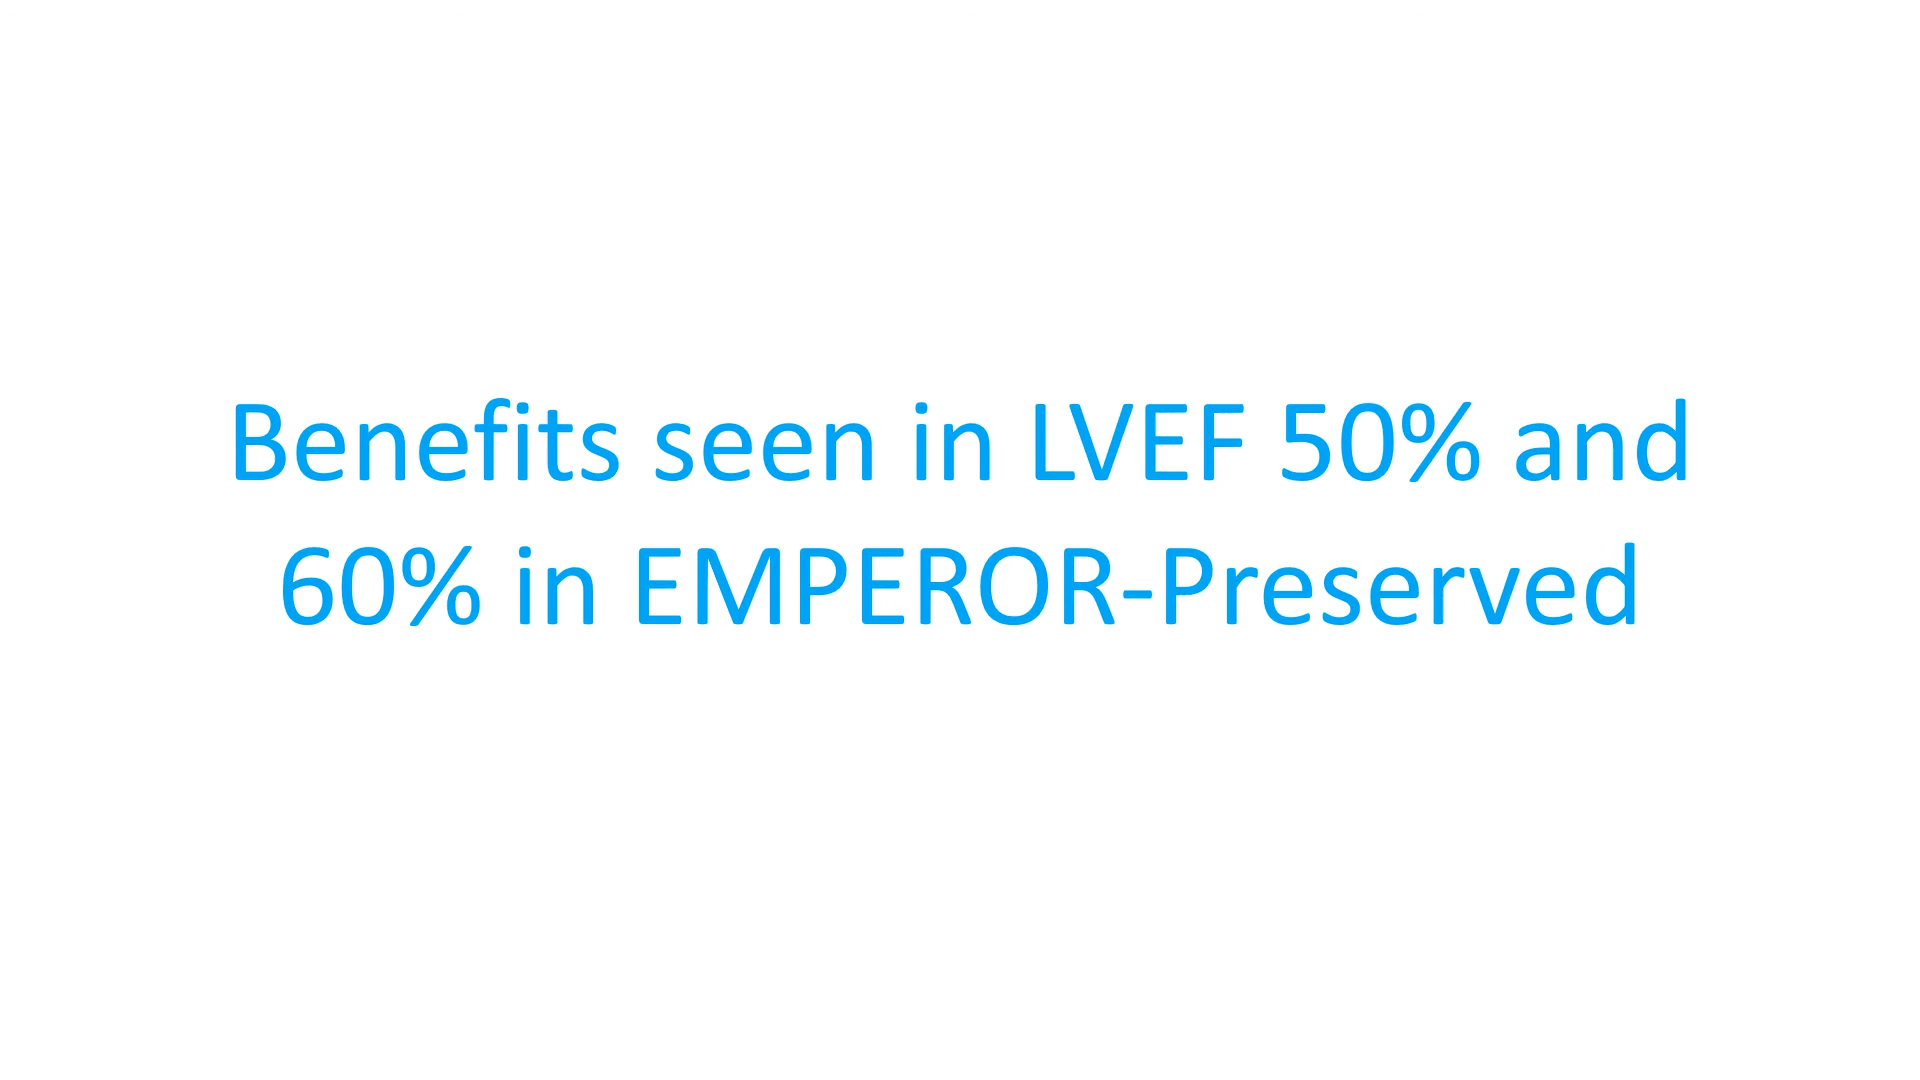 Benefits seen in LVEF 50% and
60% in EMPEROR-Preserved